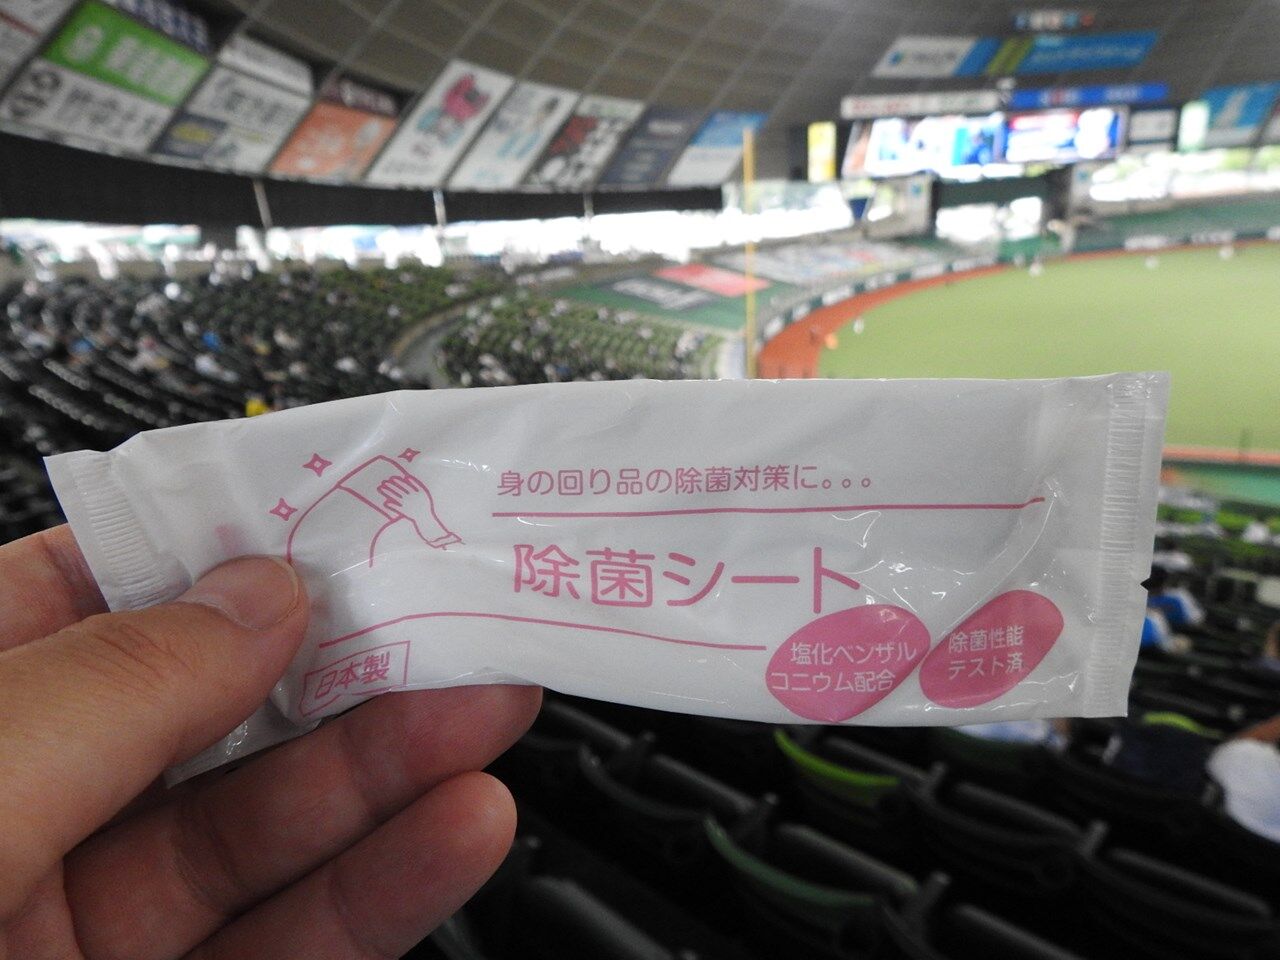 身の回り品の除菌対策に。。。
除菌シート
日本製
塩化ベンザル
コニウム配合
除菌性能
テスト済